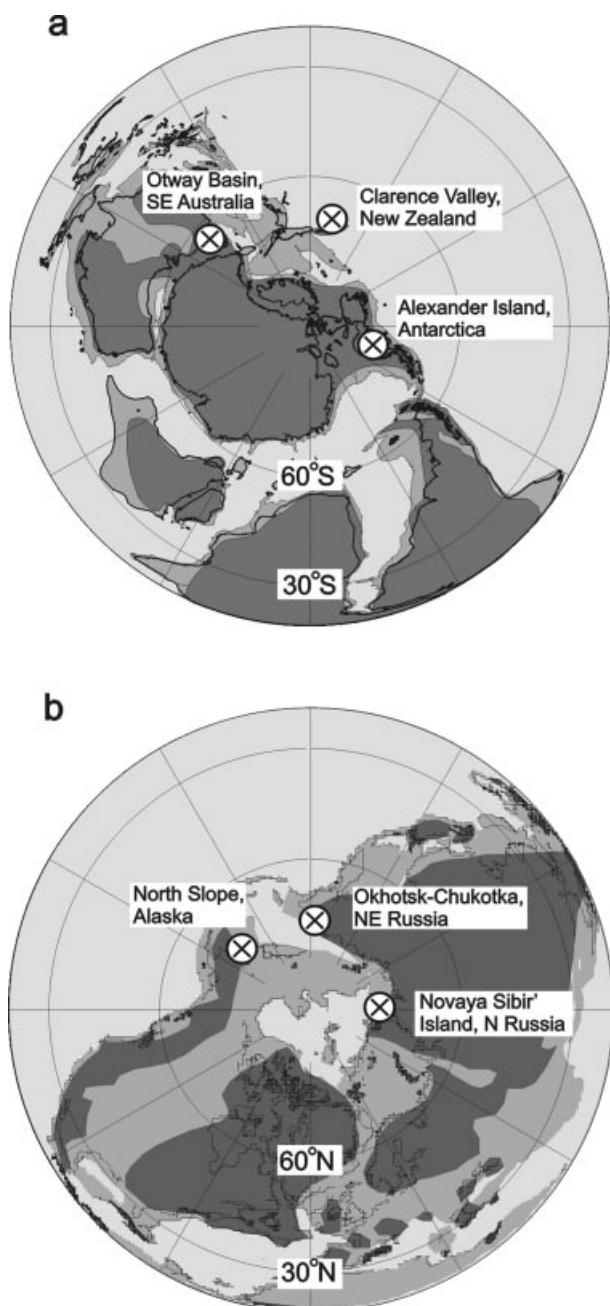 a
Otway Basin,
SE Australia
Clarence Valley,
New Zealand
Alexander Island,
Antarctica
60°S
30°S
b
North Slope,
Alaska
Okhotsk-Chukotka,
NE Russia
Novaya Sibir'
Island, N Russia
60°N
30°N